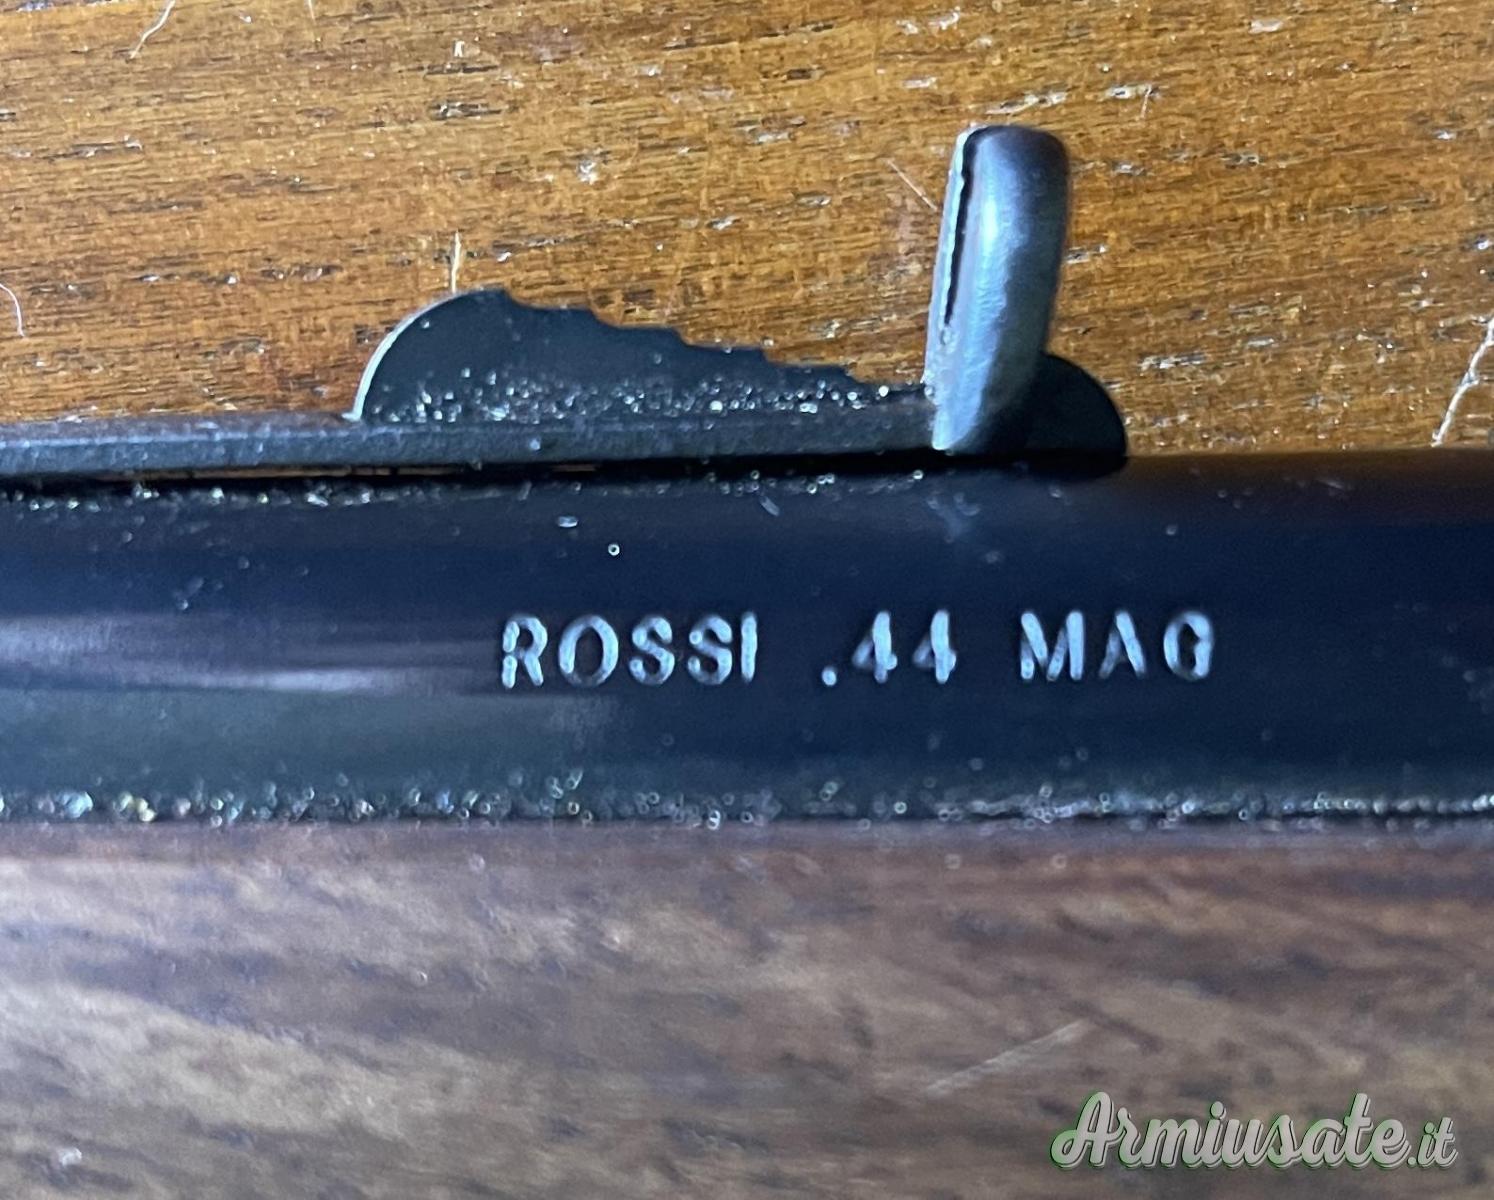 ROSSI .44 MAG
Armiusate.it